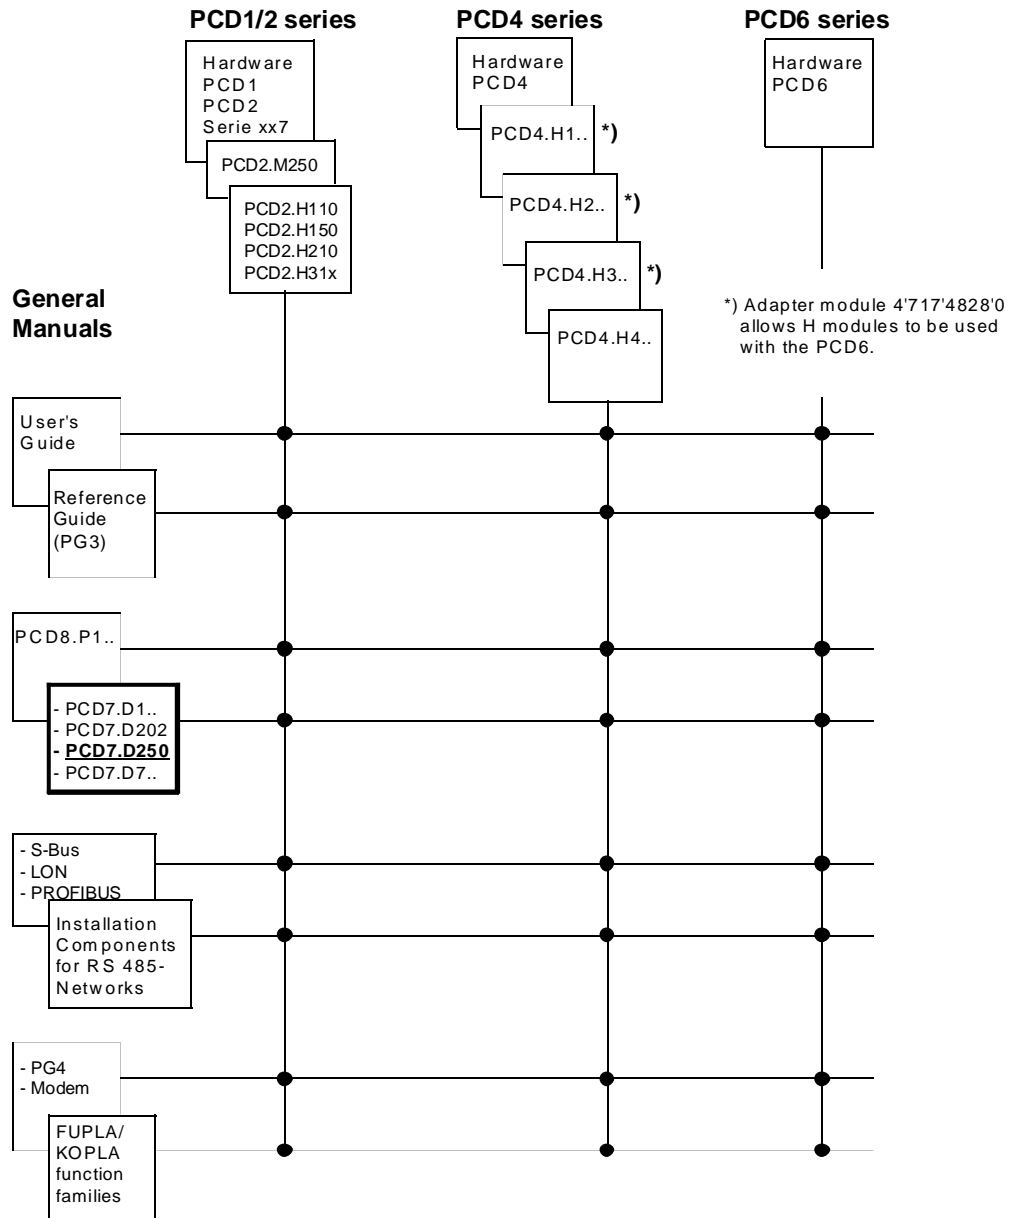 PCD1/2 series
PCD4 series
PCD6 series
Hardware
PCD1
PCD2
Serie xx7
PCD2.M250
PCD2.H110
PCD2.H150
PCD2.H210
PCD2.H31x
Hardware
PCD4
PCD4.H1.. *)
PCD4.H2.. *)
PCD4.H3.. *)
PCD4.H4..
Hardware
PCD6
*) Adapter module 4'717'4828'0
allows H modules to be used
with the PCD6.
General
Manuals
User's
Guide
Reference
Guide
(PG3)
PCD8.P1..
- PCD7.D1..
- PCD7.D202
- PCD7.D250
- PCD7.D7..
- S-Bus
- LON
- PROFIBUS
Installation
Components
for RS 485-
Networks
- PG4
- Modem
FUPLA/
KOPLA
function
families